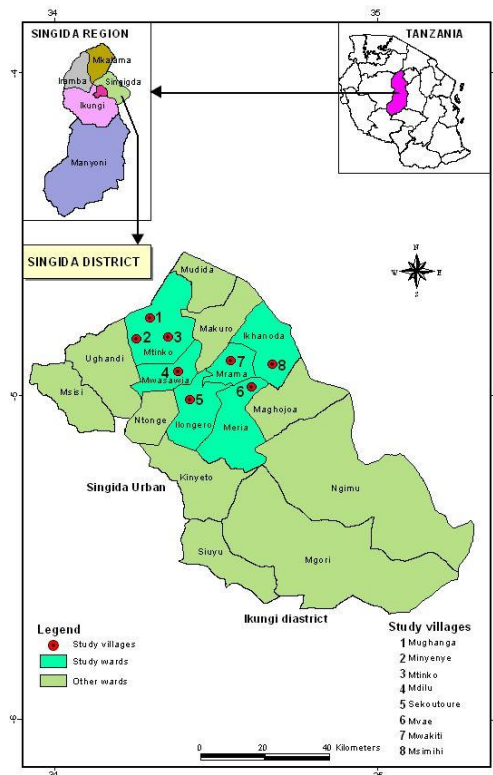 34
35
SINGIDA REGION
TANZANIA
-4
Mkalama
Iramba
Singigda
Ikungi
Manyoni
SINGIDA DISTRICT
N
W E
S
Mudida
1
2
3
Mtinko
Makuro
Ikhanoda
Ughandi
4
Mwasawia
7
Mrama
8
Msisi
-5
5
6
Maghojoa
Ntonge
Ilongero
Meria
Singida Urban
Kinyeto
Ngimu
Siuyu
Mgori
Ikungi diastrict
Legend
Study villages
Study wards
Other wards
Study villages
1 Mughanga
2 Minyenye
3 Mtinko
4 Mdilu
5 Sekoutoure
6 Mvae
7 Mwakiti
8 Msimihi
-6
Kilometers
0 20 40
34